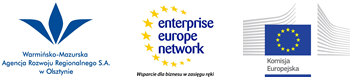 Warmińsko-Mazurska
Agencja Rozwoju Regionalnego S.A.
w Olsztynie
enterprise
europe
network
Wsparcie dla biznesu w zasięgu ręki
Komisja
Europejska